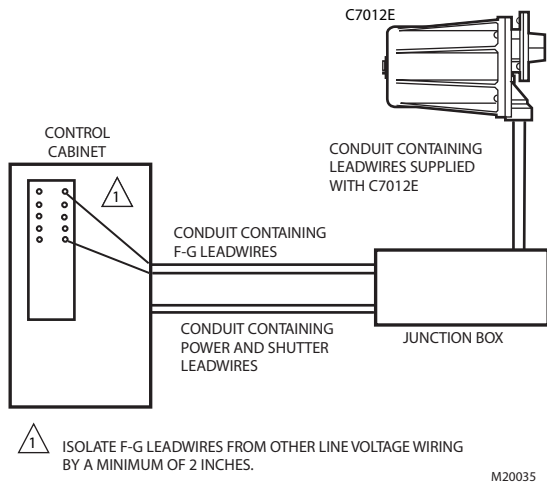 C7012E
CONTROL
CABINET
1
CONDUIT CONTAINING
LEADWIRES SUPPLIED
WITH C7012E
CONDUIT CONTAINING
F-G LEADWIRES
CONDUIT CONTAINING
POWER AND SHUTTER
LEADWIRES
JUNCTION BOX
1
ISOLATE F-G LEADWIRES FROM OTHER LINE VOLTAGE WIRING
BY A MINIMUM OF 2 INCHES.
M20035